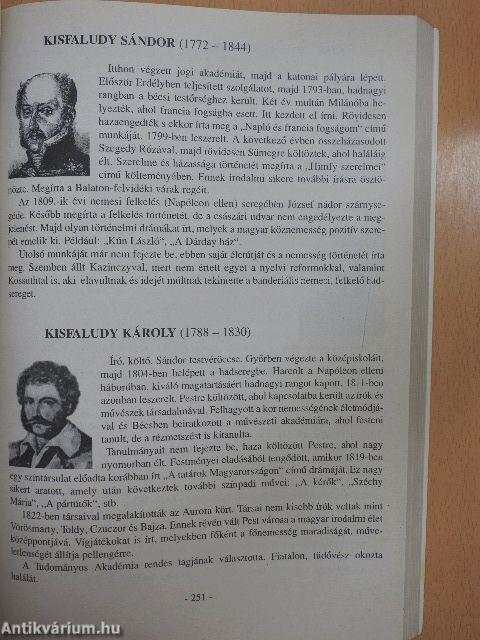 KISFALUDY SÁNDOR (1772 – 1844)
Itthon végzett jogi akadémiát, majd a katonai pályára lépett.
Először Erdélyben teljesített szolgálatot, majd 1793-ban, hadnagyi
rangban a bécsi testőrséghez került. Két év multán Milánóba he-
lyezték, ahol francia fogságba esett. Itt kezdett el írni. Rövidesen
hazaengedték s ekkor írta meg a „Napló és francia fogságom" című
munkáját. 1799-ben leszerelt. A következő évben összeházasodott
Szegedy Rózával, majd rövidesen Sümegre költöztek, ahol haláláig
élt. Szerelme és házassága történetét megírta a „Himfy szerelmei"
című költeményében. Ennek irodalmi sikere további írásra ösztö-
nözte. Megírta a Balaton-felvidéki várak regéit.
Az 1809.-ik évi nemesi felkelés (Napóleon ellen) seregében József nádor szárnyse-
géde. Később megírta a felkelés történetét, de a császári udvar nem engedélyezte a meg-
jelenést. Majd olyan történelmi drámákat írt, melyek a magyar köznemesség pozitív szere-
pét emelik ki. Például: „Kún László", „A Dárday ház".
Utolsó munkáját már nem fejezte be, ebben saját életútját és a nemesség történetét írta
meg. Szemben állt Kazinczyval, mert nem értett egyet a nyelvi reformokkal, valamint
Kossuthtal is, aki elavultnak és idejét múltnak tekintette a banderiális nemesi, felkelő had-
sereget.
KISFALUDY KÁROLY (1788 – 1830)
Író, költő, Sándor testvéröccse. Győrben végezte a középiskoláit,
majd 1804-ben belépett a hadseregbe. Harcolt a Napóleon elleni
háborúban, kiváló magatartásáért hadnagyi rangot kapott. 1811-ben
azonban leszerelt. Pestre költözött, ahol kapcsolatba került az írók és
művészek társadalmával. Felhagyott a kor nemességének életmódjá-
val és Bécsben beiratkozott a művészeti akadémiára, ahol festeni
tanult, de a rézmetszést is kitanulta.
Tanulmányait nem fejezte be, haza költözött Pestre, ahol nagy
nyomorban élt. Festményei eladásából tengődött, amikor 1819-ben
egy színtársulat előadta korábban írt „A tatárok Magyarországon" című drámáját. Ez nagy
sikert aratott, amely után következtek további színpadi művei: „A kérők", „Széchy
Mária", „A pártütők", stb.
1822-ben társaival megalakították az Aurora kört. Társai nem kisebb írók voltak mint
Vörösmarty, Toldy, Czuczor és Bajza. Ennek révén vált Pest városa a magyar irodalmi élet
középpontjává. Vígjátékokat is írt, melyekben főként a főnemesség maradiságát, műve-
letlenségét állítja pellengérre.
A Tudományos Akadémia rendes tagjának választotta. Fiatalon, tüdővész okozta
halálát.
- 251 -
Antikvárium.hu